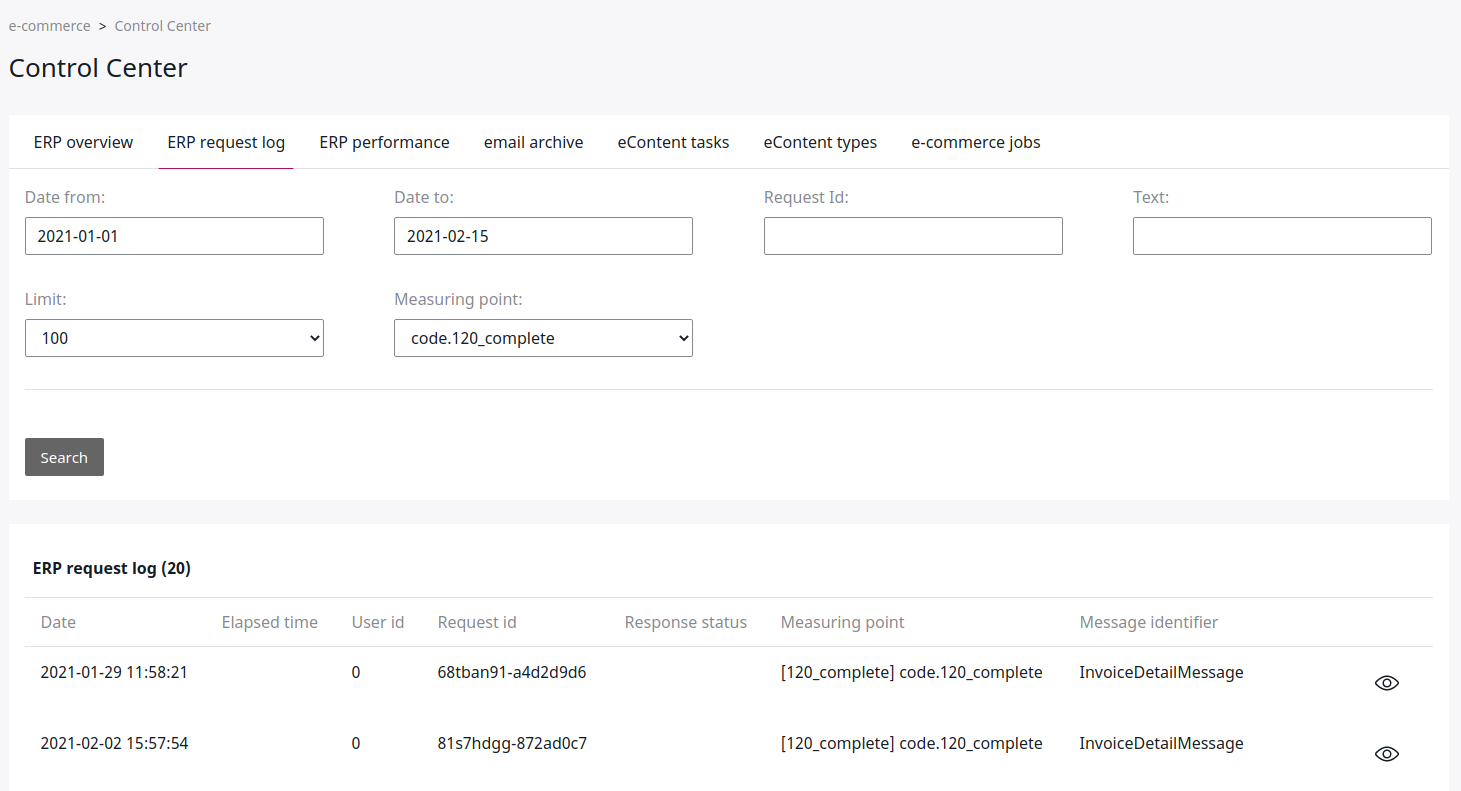 e-commerce > Control Center
Control Center
ERP overview ERP request log ERP performance email archive eContent tasks eContent types e-commerce jobs
Date from: Date to: Request Id: Text:
2021-01-01 2021-02-15
Limit: Measuring point:
100 code.120_complete
Search
ERP request log (20)
Date Elapsed time User id Request id Response status Measuring point Message identifier
2021-01-29 11:58:21 0 68tban91-a4d2d9d6 [120_complete] code.120_complete InvoiceDetailMessage
2021-02-02 15:57:54 0 81s7hdgg-872ad0c7 [120_complete] code.120_complete InvoiceDetailMessage